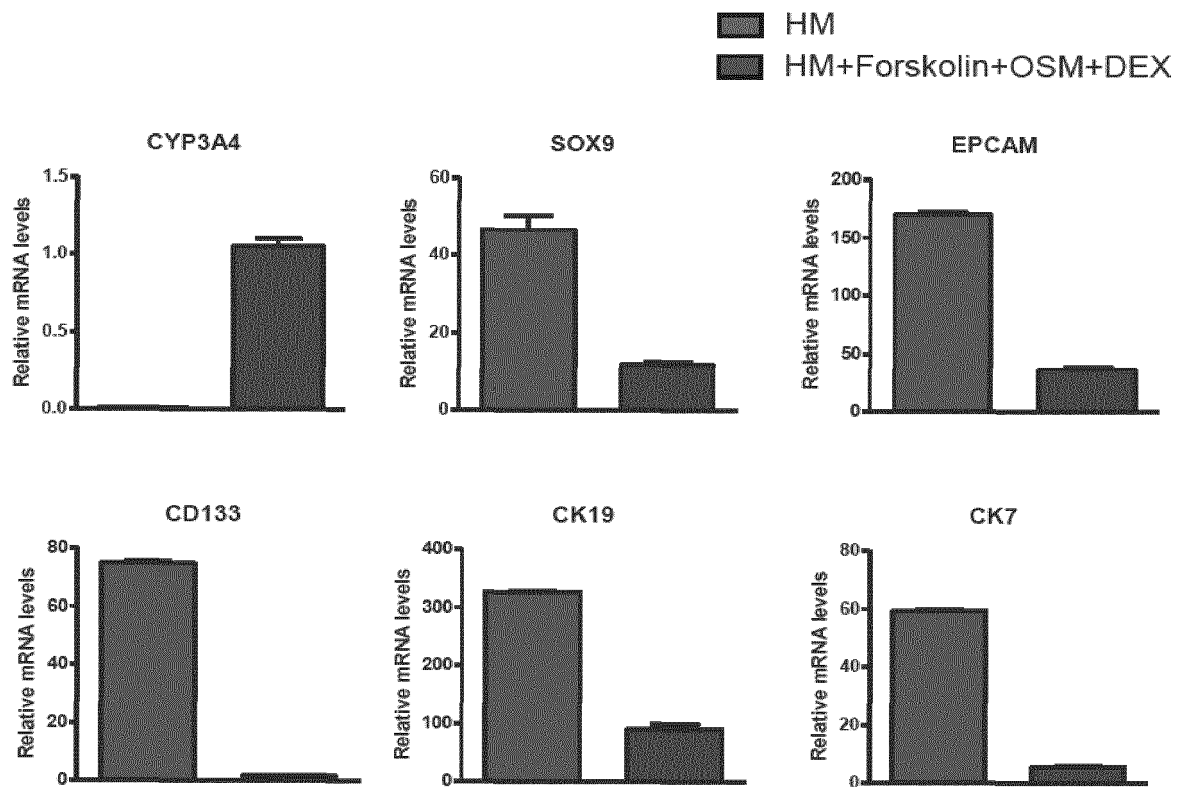 HM
HM+Forskolin+OSM+DEX
CYP3A4
Relative mRNA levels
1.5
1.0
0.5
0.0
SOX9
Relative mRNA levels
60
40
20
0
EPCAM
Relative mRNA levels
200
150
100
50
0
CD133
Relative mRNA levels
80
60
40
20
0
CK19
Relative mRNA levels
400
300
200
100
0
CK7
Relative mRNA levels
80
60
40
20
0